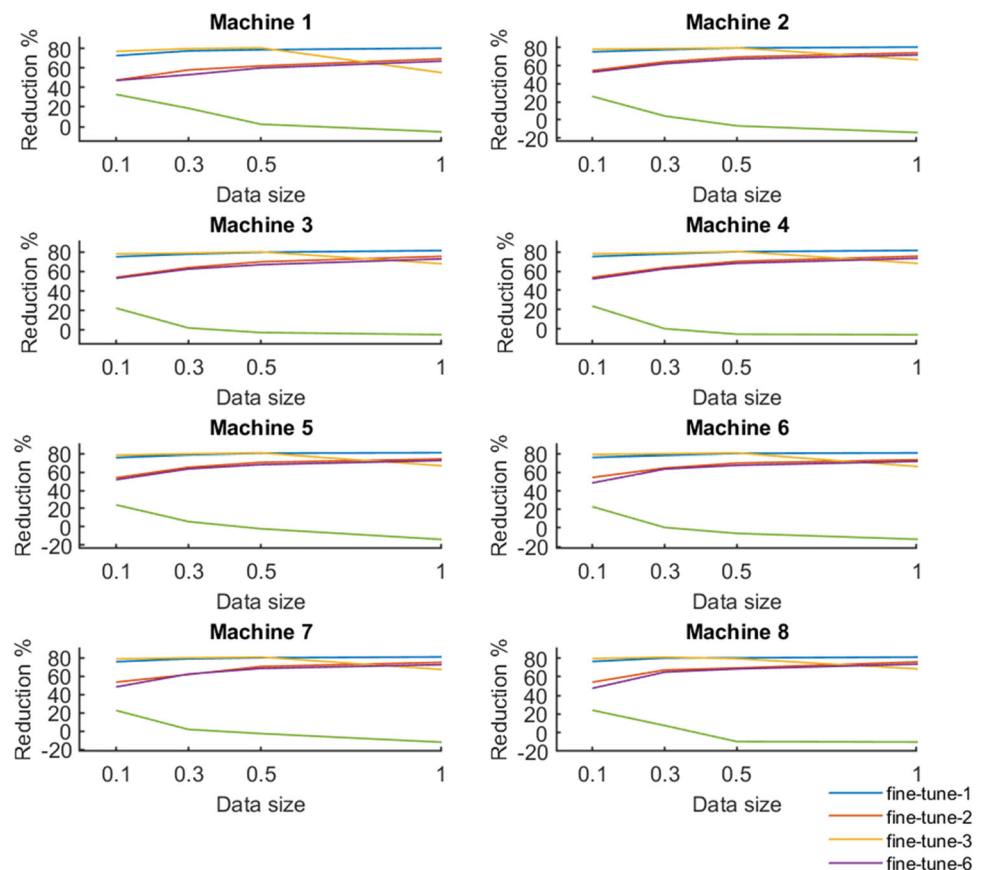 Machine 1
Reduction %
80
60
40
20
0
0.1 0.3 0.5 1
Data size
Machine 2
Reduction %
80
60
40
20
0
-20
0.1 0.3 0.5 1
Data size
Machine 3
Reduction %
80
60
40
20
0
0.1 0.3 0.5 1
Data size
Machine 4
Reduction %
80
60
40
20
0
0.1 0.3 0.5 1
Data size
Machine 5
Reduction %
80
60
40
20
0
-20
0.1 0.3 0.5 1
Data size
Machine 6
Reduction %
80
60
40
20
0
-20
0.1 0.3 0.5 1
Data size
Machine 7
Reduction %
80
60
40
20
0
-20
0.1 0.3 0.5 1
Data size
Machine 8
Reduction %
80
60
40
20
0
-20
0.1 0.3 0.5 1
Data size
fine-tune-1
fine-tune-2
fine-tune-3
fine-tune-6